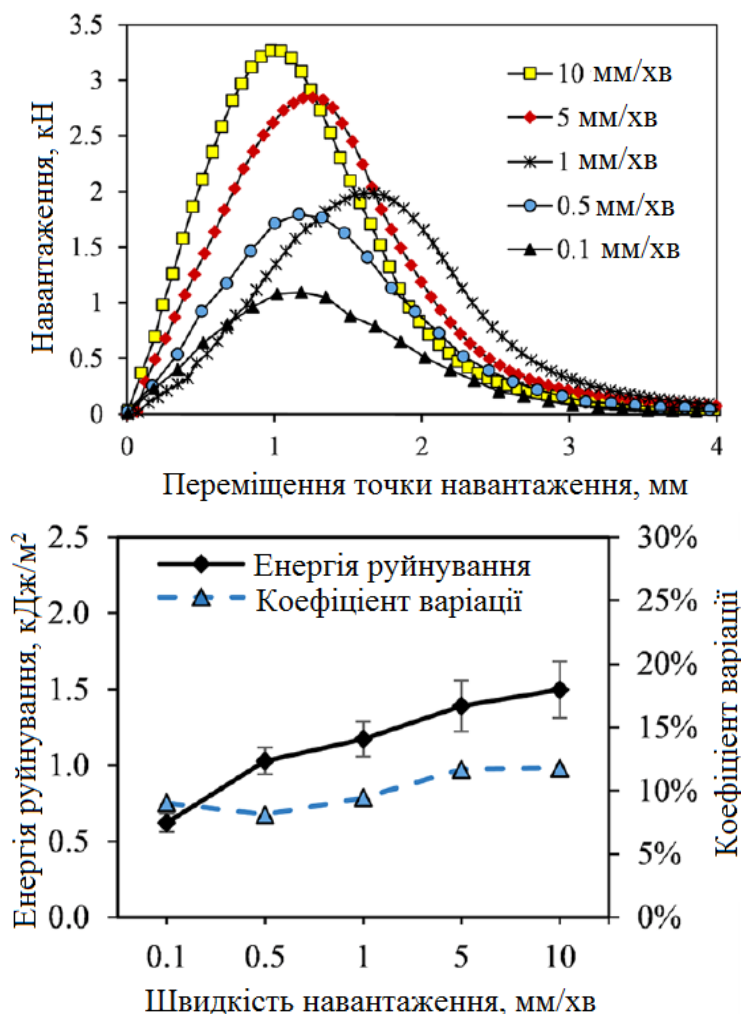 3.5
3
2.5
2
1.5
1
0.5
0
Навантаження, кН
10 мм/хв
5 мм/хв
1 мм/хв
0.5 мм/хв
0.1 мм/хв
0 1 2 3 4
Переміщення точки навантаження, мм
2.5
2.0
1.5
1.0
0.5
0.0
Енергія руйнування, кДж/м²
Енергія руйнування
Коефіцієнт варіації
30%
25%
20%
15%
10%
5%
0%
Коефіцієнт варіації
0.1 0.5 1 5 10
Швидкість навантаження, мм/хв